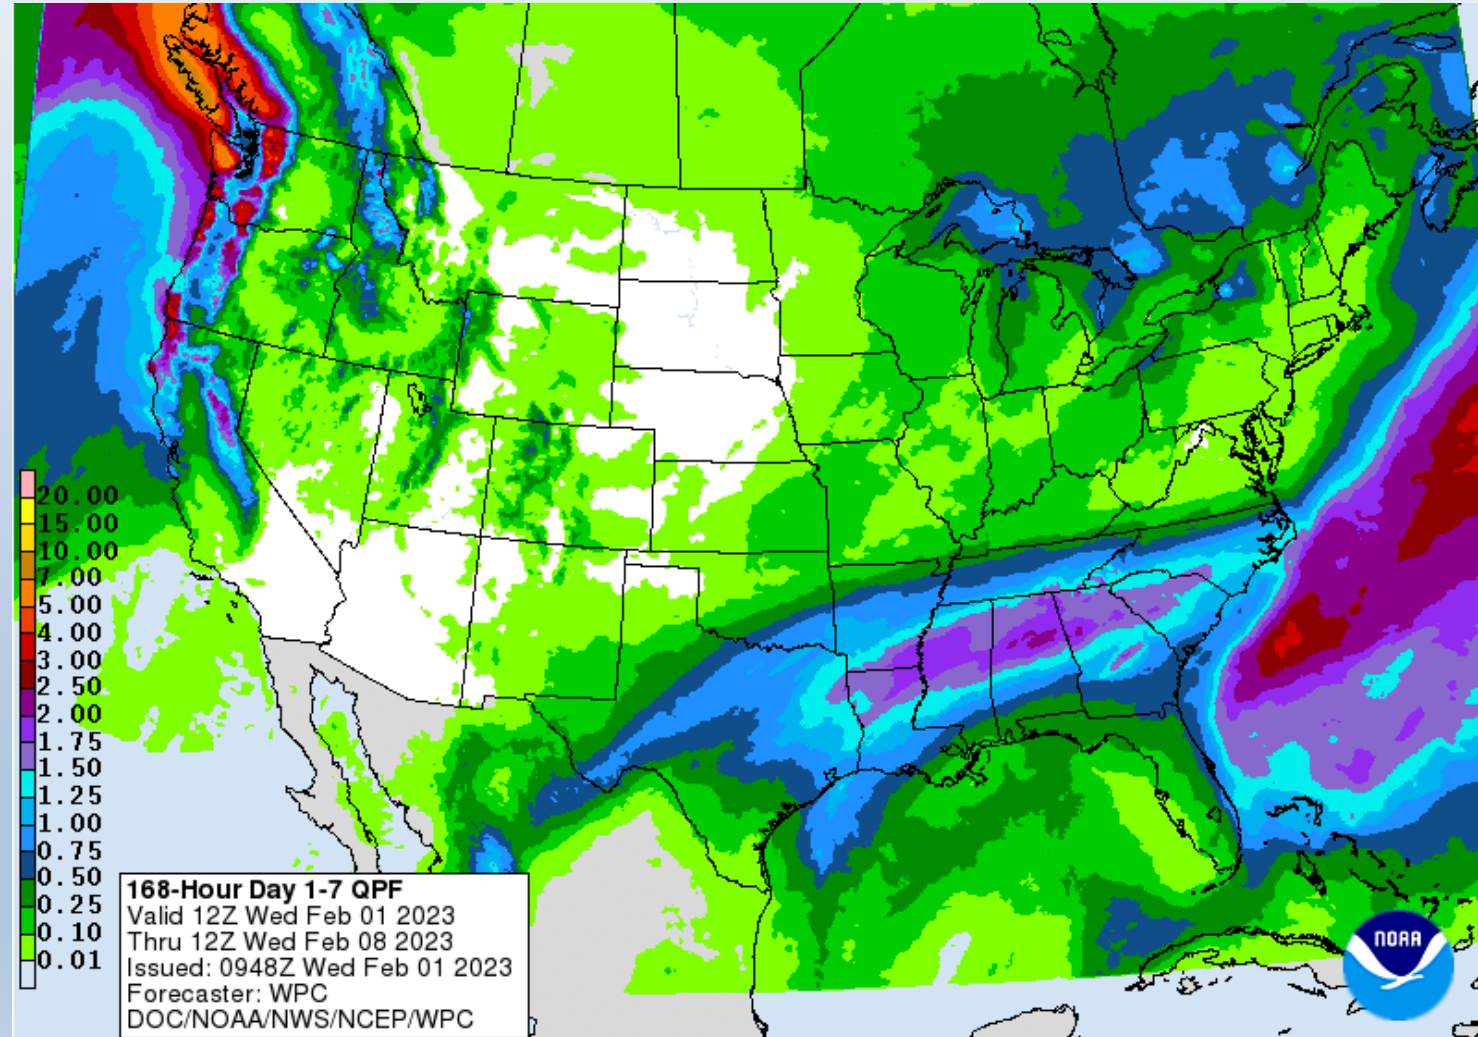 20.00
15.00
10.00
7.00
5.00
4.00
3.00
2.50
2.00
1.75
1.50
1.25
1.00
0.75
0.50
0.25
0.10
0.01
168-Hour Day 1-7 QPF
Valid 12Z Wed Feb 01 2023
Thru 12Z Wed Feb 08 2023
Issued: 0948Z Wed Feb 01 2023
Forecaster: WPC
DOC/NOAA/NWS/NCEP/WPC
NOAA